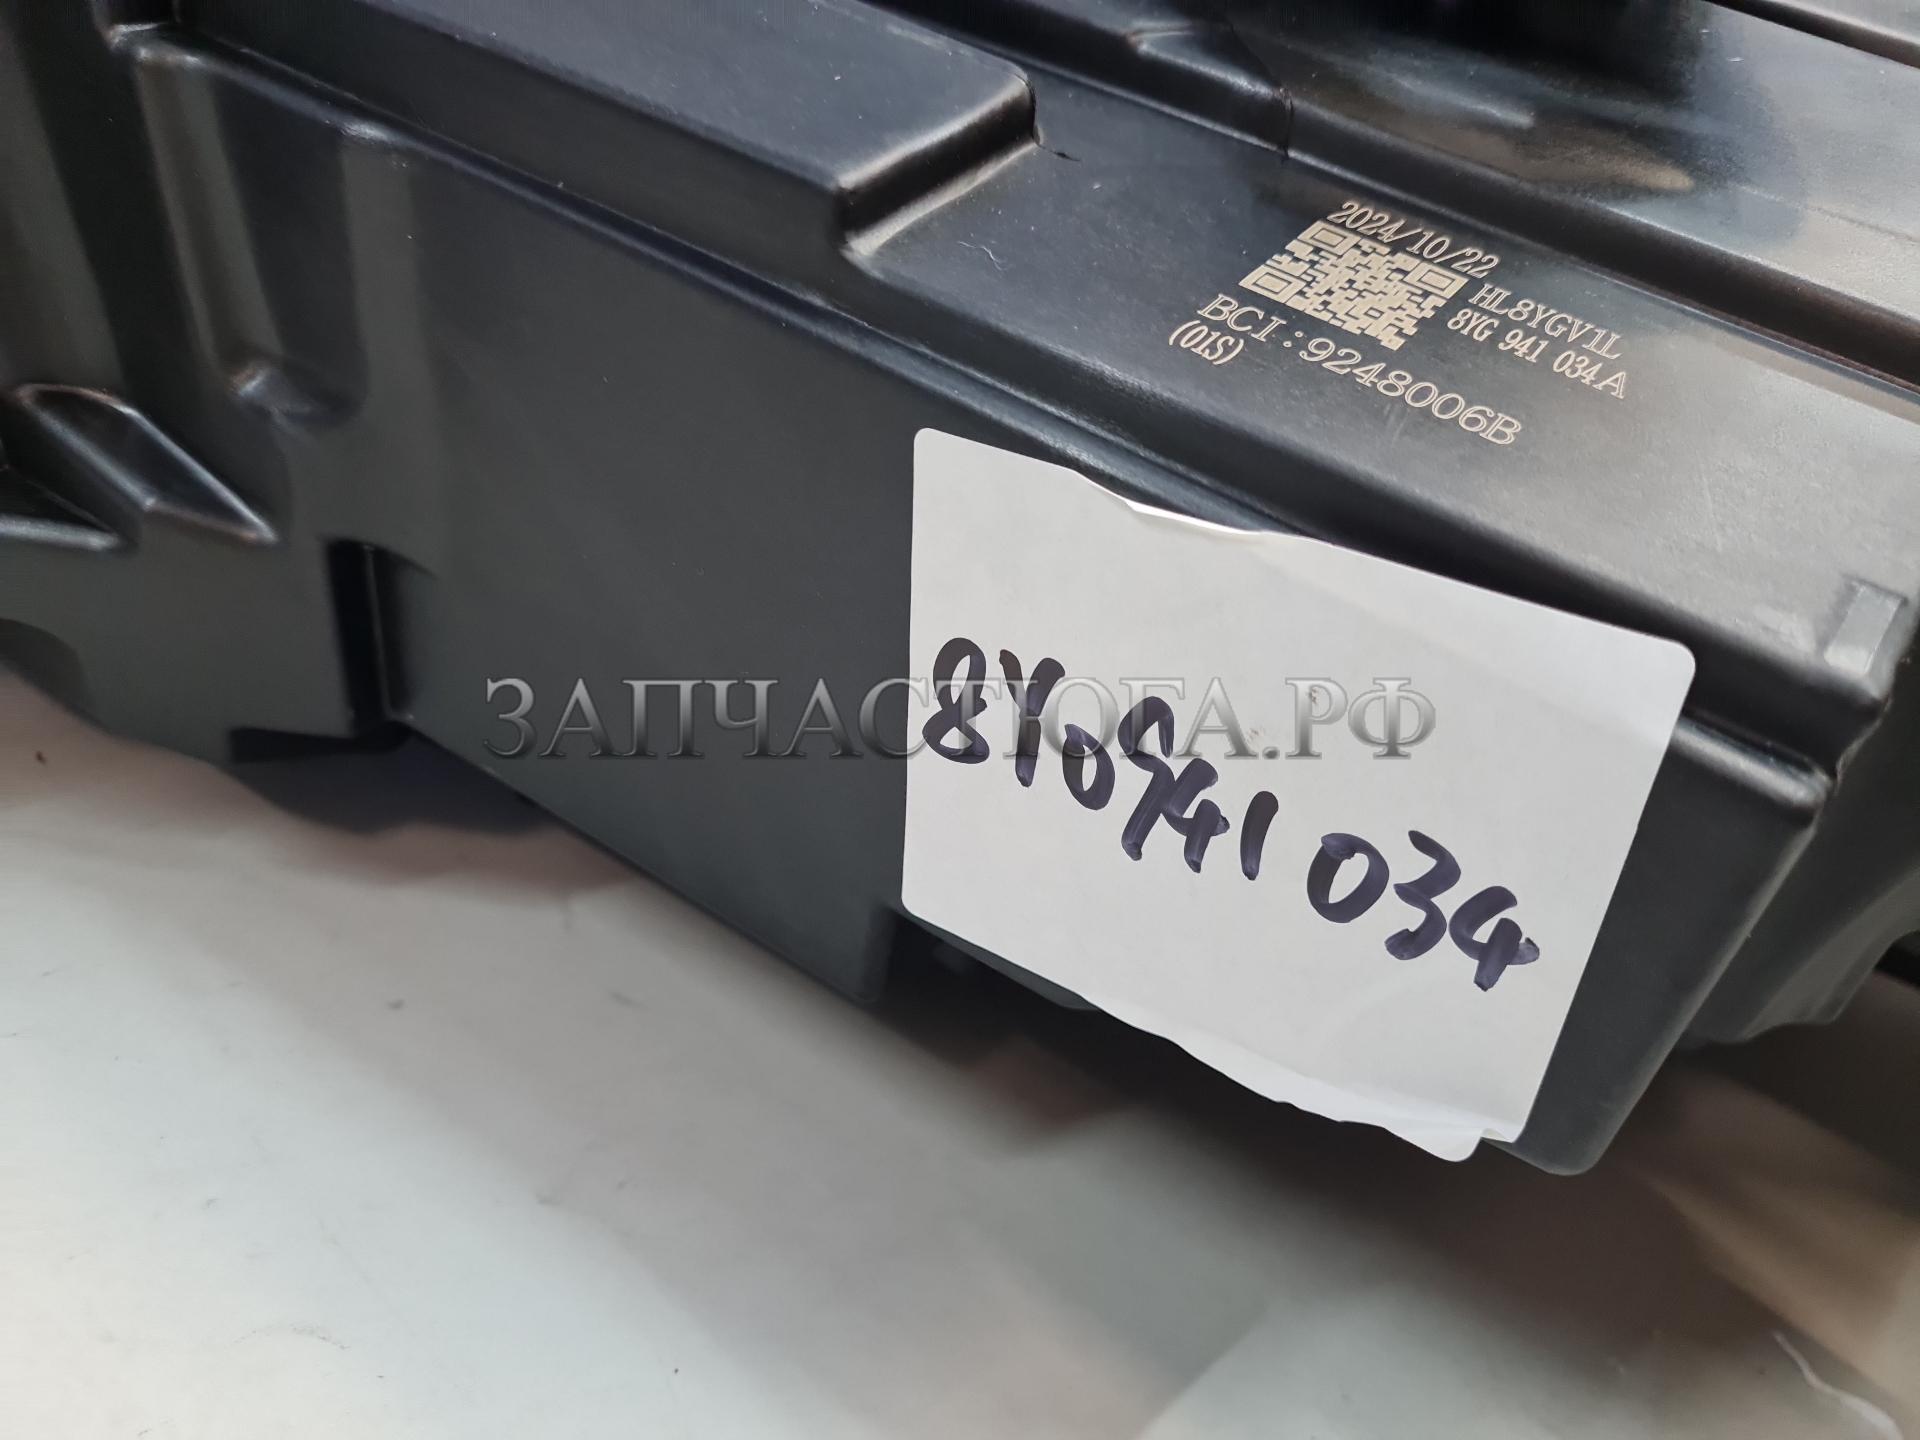 2024/10/22
HL8YGV1L
8YG 941 034A
BCI:9248006B
(01S)
ЗАПЧАСТЮГА.РФ
8Y0941034